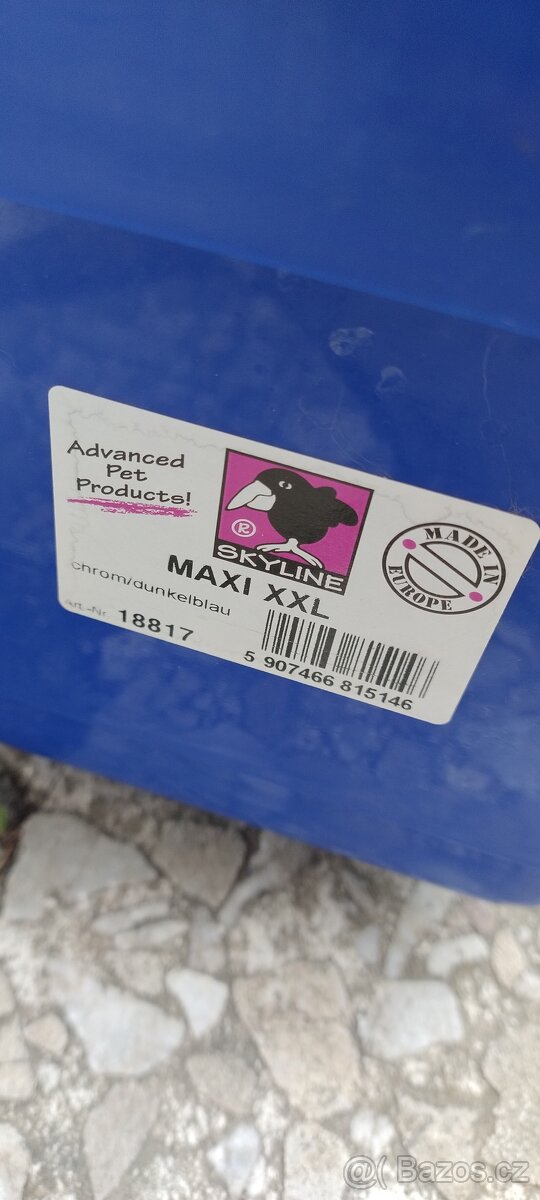 Advanced
Pet
Products!
®
SKYLINE
MADE IN
EUROPE
MAXI XXL
chrom/dunkelblau
Art.-Nr. 18817
5 907466 815146
@( Bazos.cz